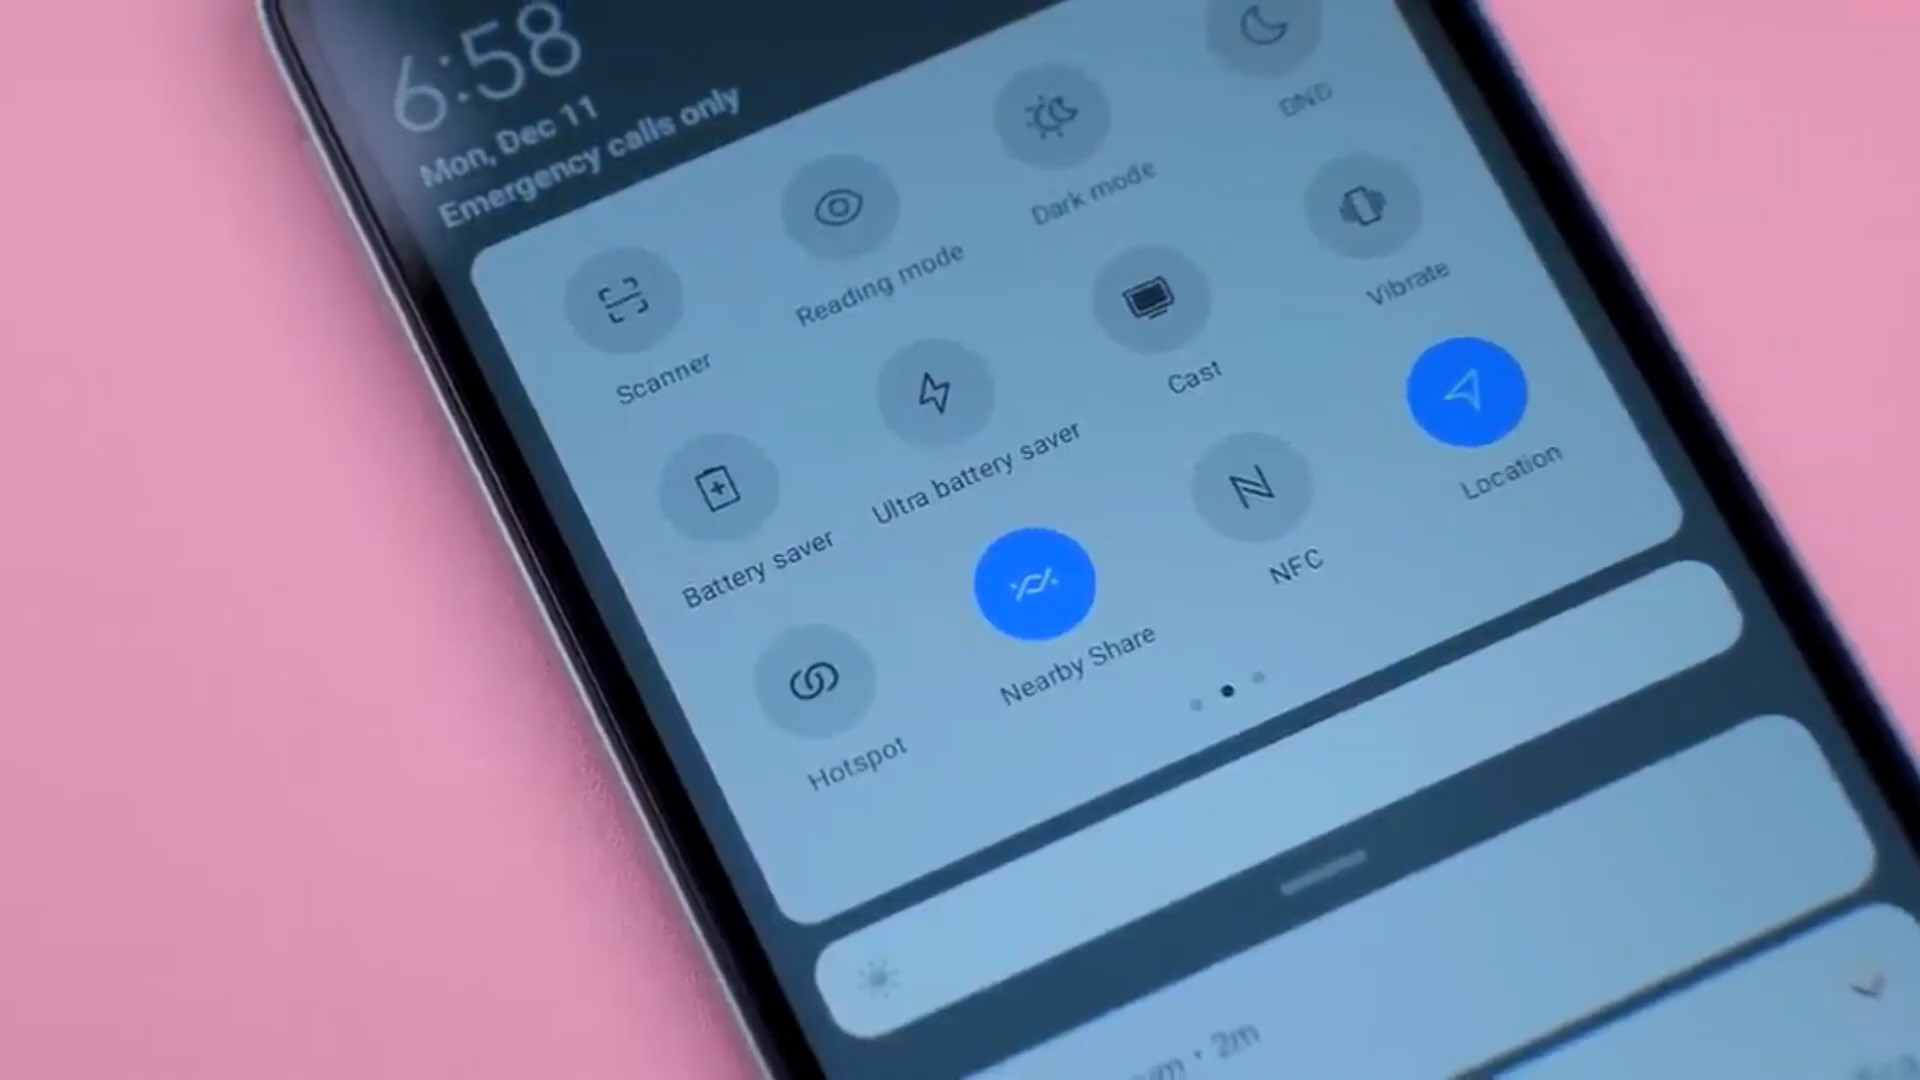 6:58
Mon, Dec 11
Emergency calls only
Scanner
Reading mode
Dark mode
DND
Battery saver
Ultra battery saver
Cast
Vibrate
Hotspot
Nearby Share
NFC
Location
2m